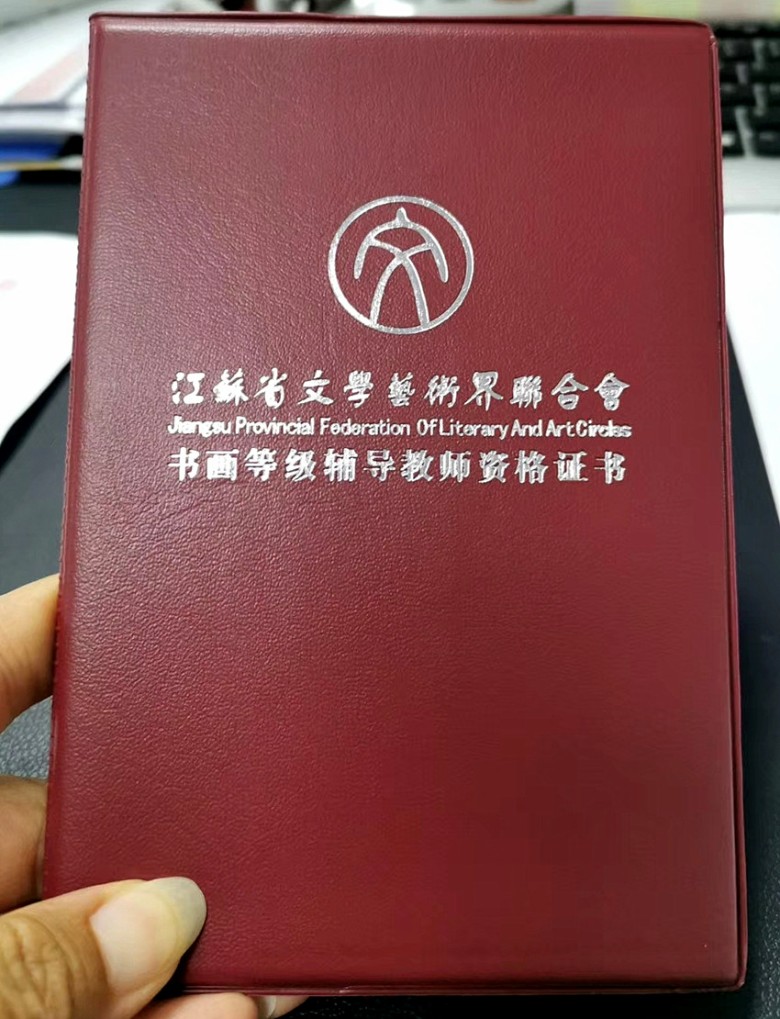 江蘇省文學藝術界聯合會
Jiangsu Provincial Federation Of Literary And Art Circles
书画等级辅导教师资格证书